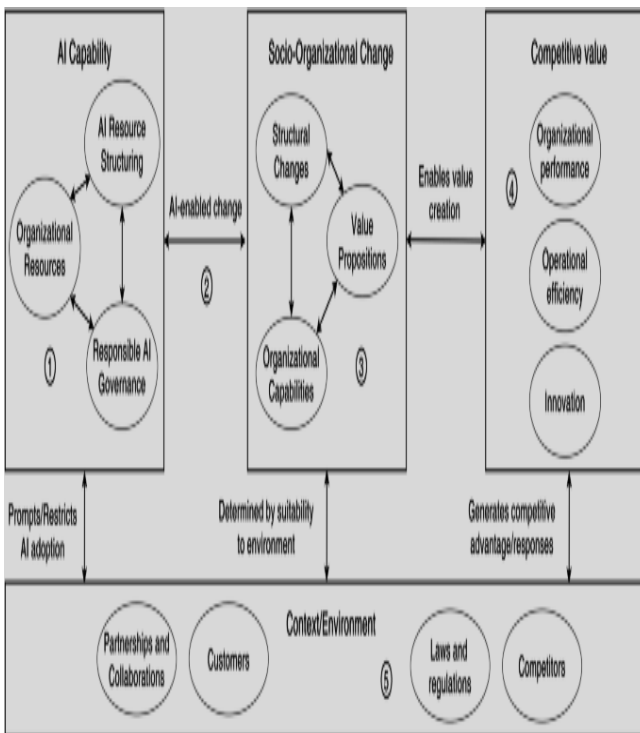 AI Capability
AI Resource
Structuring
Organizational
Resources
①
Responsible AI
Governance
AI-enabled change
②
Socio-Organizational Change
Structural
Changes
Value
Propositions
Organizational
Capabilities
③
Enables value
creation
Competitive value
④
Organizational
performance
Operational
efficiency
Innovation
Prompts/Restricts
AI adoption
Determined by suitability
to environment
Generates competitive
advantage/responses
Context/Environment
Partnerships and
Collaborations
Customers
⑤
Laws and
regulations
Competitors